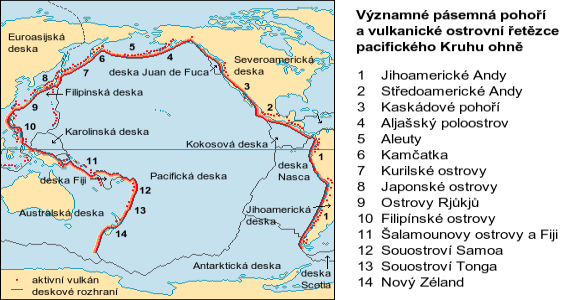 Euroasijská
deska
Filipínská deska
Karolinská deska
deska Fiji
Australská deska
Pacifická deska
deska Juan de Fuca
Severoamerická
deska
Kokosová deska
deska
Nasca
Jihoamerická
deska
Antarktická deska
deska
Scotia
1
1
2
3
4
5
6
7
8
9
10
11
12
13
14
aktivní vulkán
deskové rozhraní
Významné pásemná pohoří
a vulkanické ostrovní řetězce
pacifického Kruhu ohně
1 Jihoamerické Andy
2 Středoamerické Andy
3 Kaskádové pohoří
4 Aljašský poloostrov
5 Aleuty
6 Kamčatka
7 Kurilské ostrovy
8 Japonské ostrovy
9 Ostrovy Rjúkjú
10 Filipínské ostrovy
11 Šalamounovy ostrovy a Fiji
12 Souostroví Samoa
13 Souostroví Tonga
14 Nový Zéland